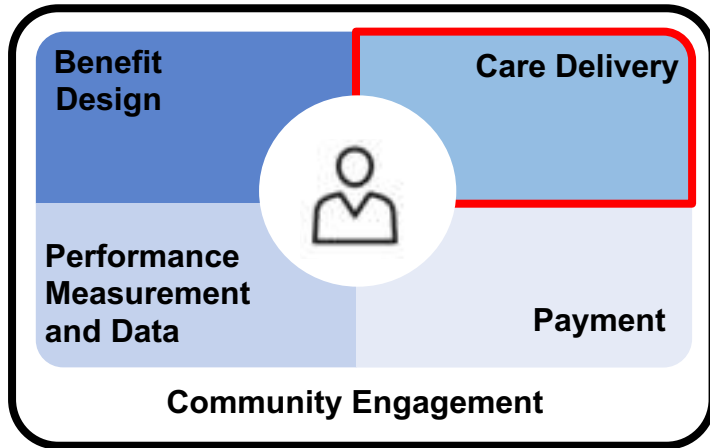 Benefit
Design
Care Delivery
Performance
Measurement
and Data
Payment
Community Engagement